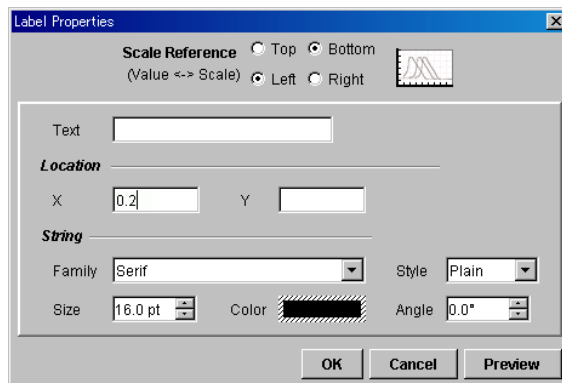 Label Properties
Scale Reference Top Bottom
(Value <-> Scale) Left Right
Text
Location
X 0.2 Y
String
Family Serif Style Plain
Size 16.0 pt Color Angle 0.0°
OK Cancel Preview